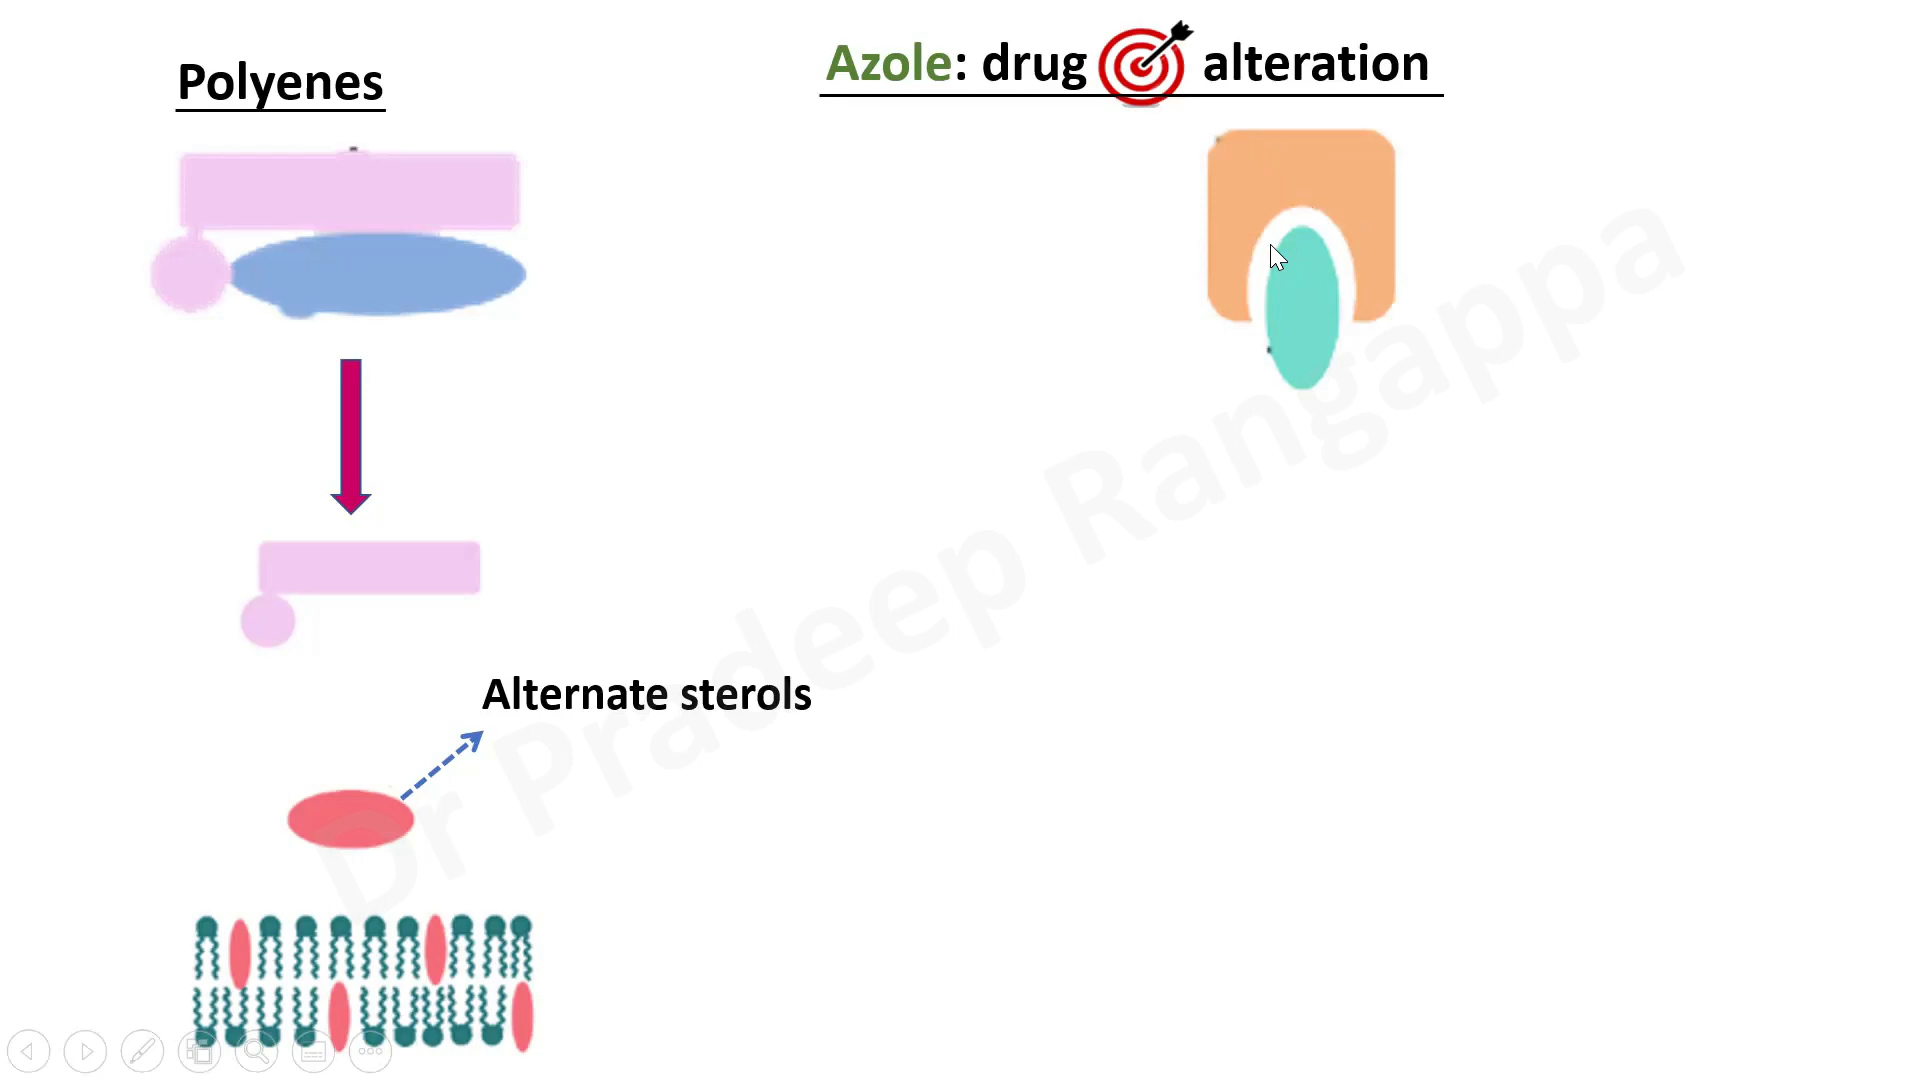 Polyenes
Azole: drug alteration
Alternate sterols
Dr Pradeep Rangappa